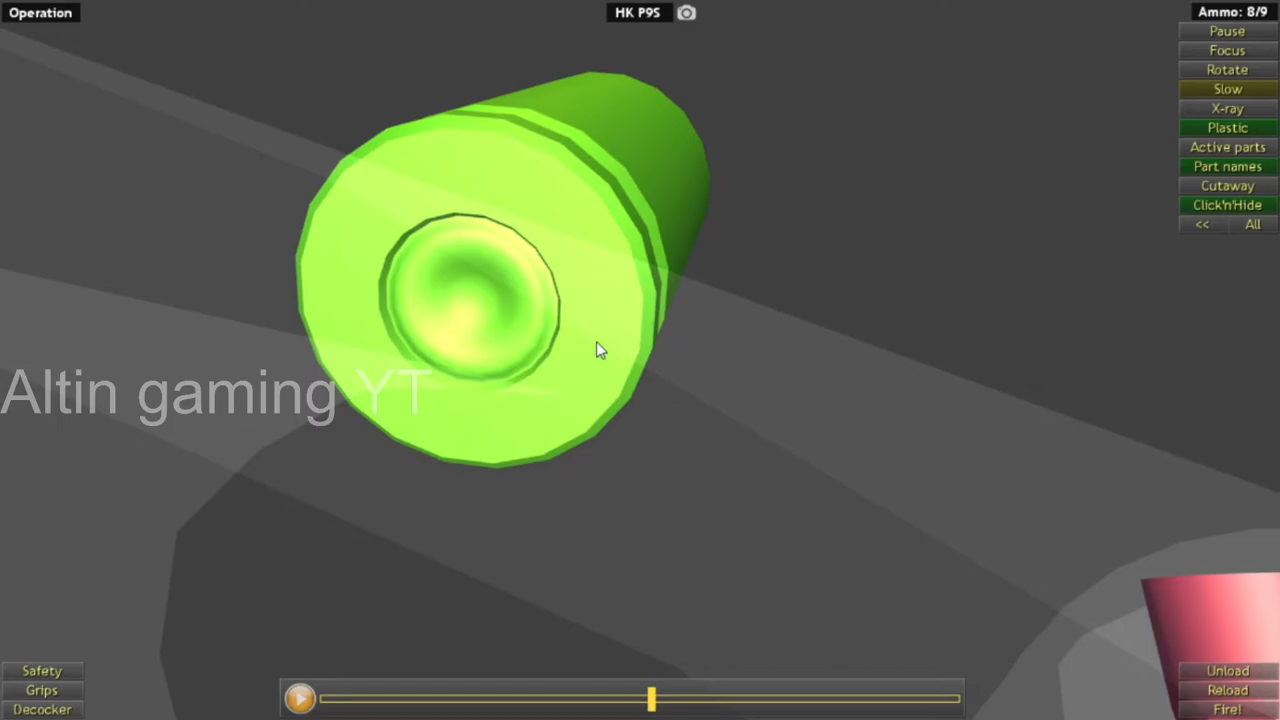 Operation
HK P9S
Ammo: 8/9
Pause
Focus
Rotate
Slow
X-ray
Plastic
Active parts
Part names
Cutaway
Click'n'Hide
<< All
Altin gaming YT
Safety
Grips
Decocker
Unload
Reload
Fire!